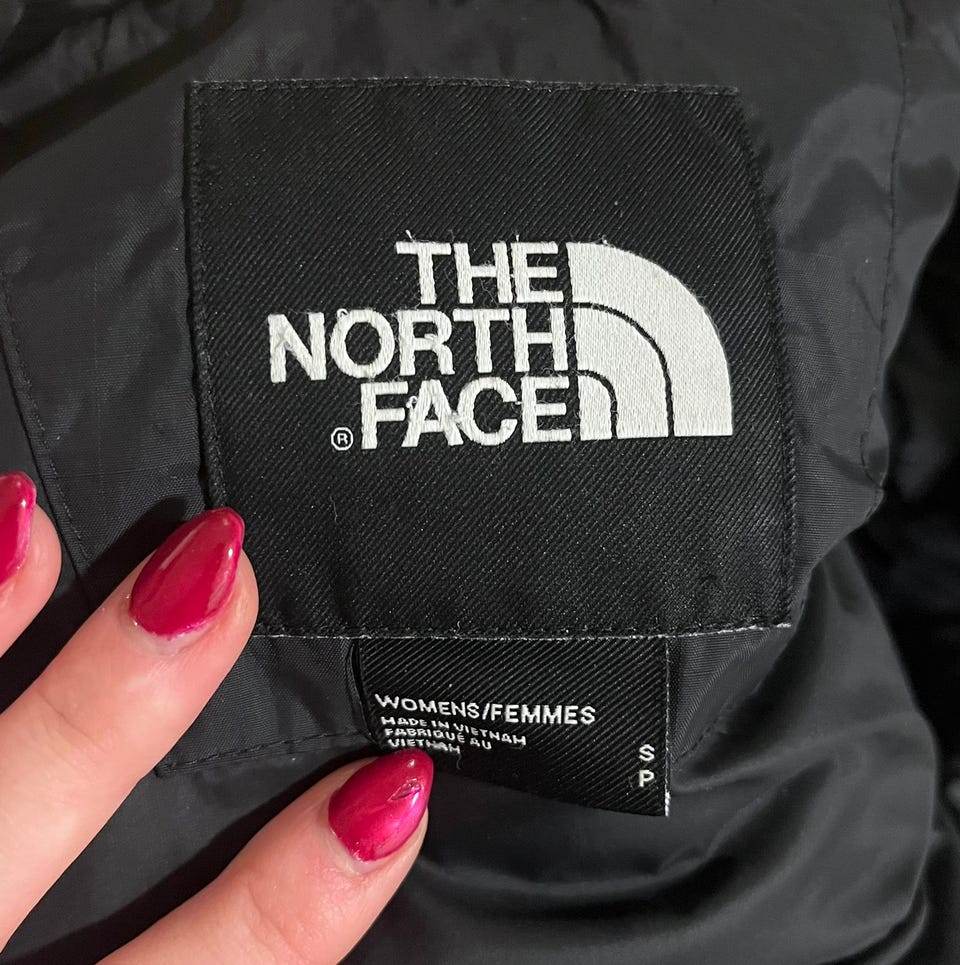 THE
NORTH
FACE
®
WOMENS/FEMMES
MADE IN VIETNAM
FABRIQUÉ AU
VIETNAM
S
P